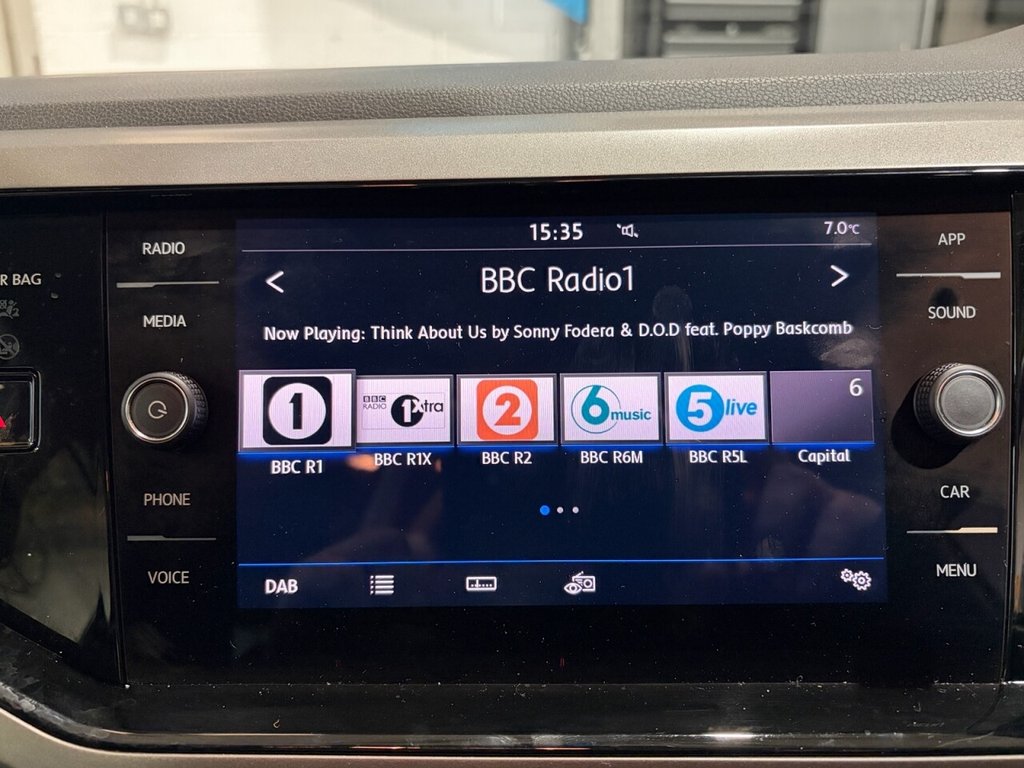 RADIO
MEDIA
PHONE
VOICE
R BAG
15:35
7.0°C
BBC Radio1
Now Playing: Think About Us by Sonny Fodera & D.O.D feat. Poppy Baskcomb
1
BBC RADIO 1Xtra
2
6 music
5 live
6
BBC R1
BBC R1X
BBC R2
BBC R6M
BBC R5L
Capital
DAB
APP
SOUND
CAR
MENU